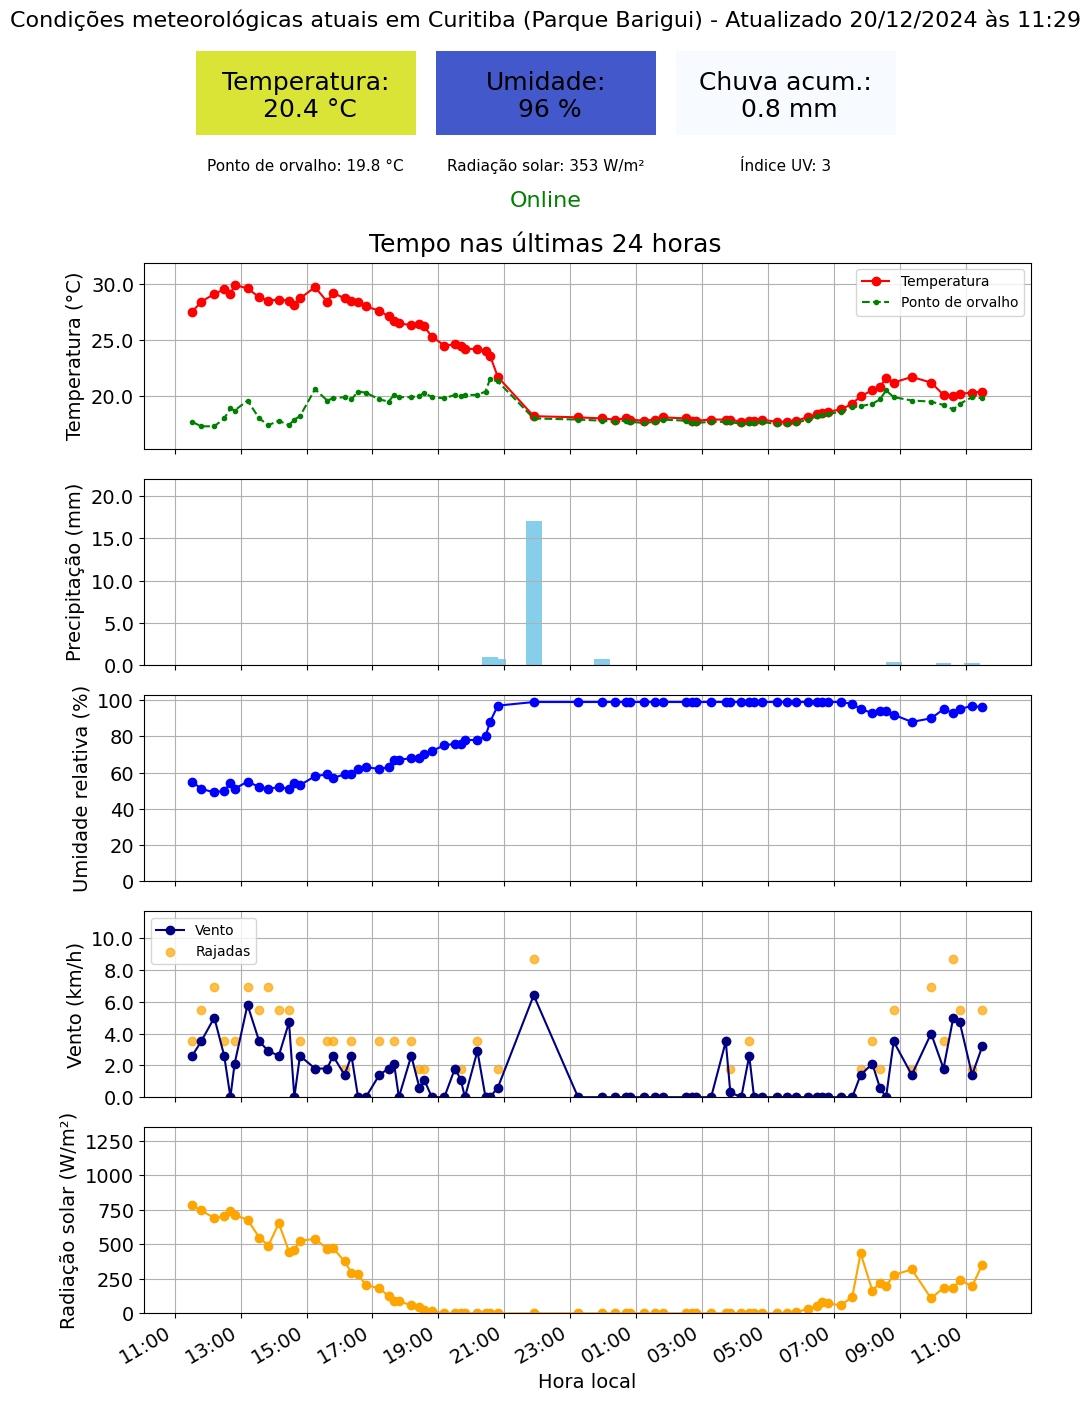 Condições meteorológicas atuais em Curitiba (Parque Barigui) - Atualizado 20/12/2024 às 11:29
Temperatura:
20.4 °C
Umidade:
96 %
Chuva acum.:
0.8 mm
Ponto de orvalho: 19.8 °C
Radiação solar: 353 W/m²
Índice UV: 3
Online
Tempo nas últimas 24 horas
Temperatura (°C)
30.0
25.0
20.0
Temperatura
Ponto de orvalho
Precipitação (mm)
20.0
15.0
10.0
5.0
0.0
Umidade relativa (%)
100
80
60
40
20
0
Vento (km/h)
10.0
8.0
6.0
4.0
2.0
0.0
Vento
Rajadas
Radiação solar (W/m²)
1250
1000
750
500
250
0
11:00 13:00 15:00 17:00 19:00 21:00 23:00 01:00 03:00 05:00 07:00 09:00 11:00
Hora local